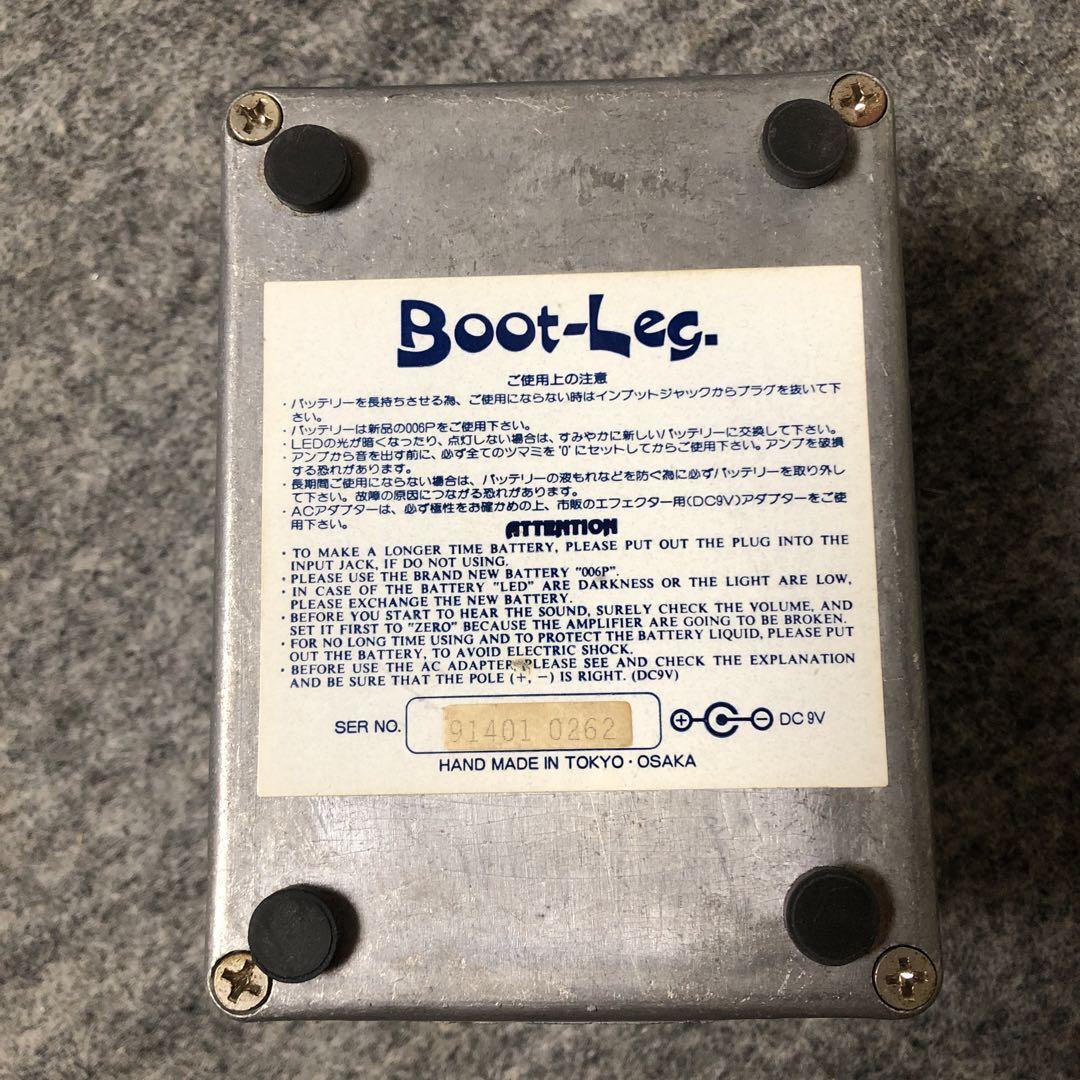 Boot-Leg.
ご使用上の注意
・バッテリーを長持ちさせる為、ご使用にならない時はインプットジャックからプラグを抜いて下
さい。
・バッテリーは新品の006Pをご使用下さい。
・LEDの光が暗くなったり、点灯しない場合は、すみやかに新しいバッテリーに交換して下さい。
・アンプから音を出す前に、必ず全てのツマミを"0"にセットしてからご使用下さい。アンプを破損
する恐れがあります。
・長期間ご使用にならない場合は、バッテリーの液もれなどを防ぐ為に必ずバッテリーを取り外し
て下さい。故障の原因につながる恐れがあります。
・ACアダプターは、必ず極性をお確かめの上、市販のエフェクター用(DC9V)アダプターをご使
用下さい。
ATTENTION
・TO MAKE A LONGER TIME BATTERY, PLEASE PUT OUT THE PLUG INTO THE
INPUT JACK, IF DO NOT USING.
・PLEASE USE THE BRAND NEW BATTERY "006P".
・IN CASE OF THE BATTERY "LED" ARE DARKNESS OR THE LIGHT ARE LOW,
PLEASE EXCHANGE THE NEW BATTERY.
・BEFORE YOU START TO HEAR THE SOUND, SURELY CHECK THE VOLUME, AND
SET IT FIRST TO "ZERO" BECAUSE THE AMPLIFIER ARE GOING TO BE BROKEN.
・FOR NO LONG TIME USING AND TO PROTECT THE BATTERY LIQUID, PLEASE PUT
OUT THE BATTERY, TO AVOID ELECTRIC SHOCK.
・BEFORE USE THE AC ADAPTER, PLEASE SEE AND CHECK THE EXPLANATION
AND BE SURE THAT THE POLE (+, −) IS RIGHT. (DC9V)
SER NO. 91401 0262 DC 9V
HAND MADE IN TOKYO・OSAKA